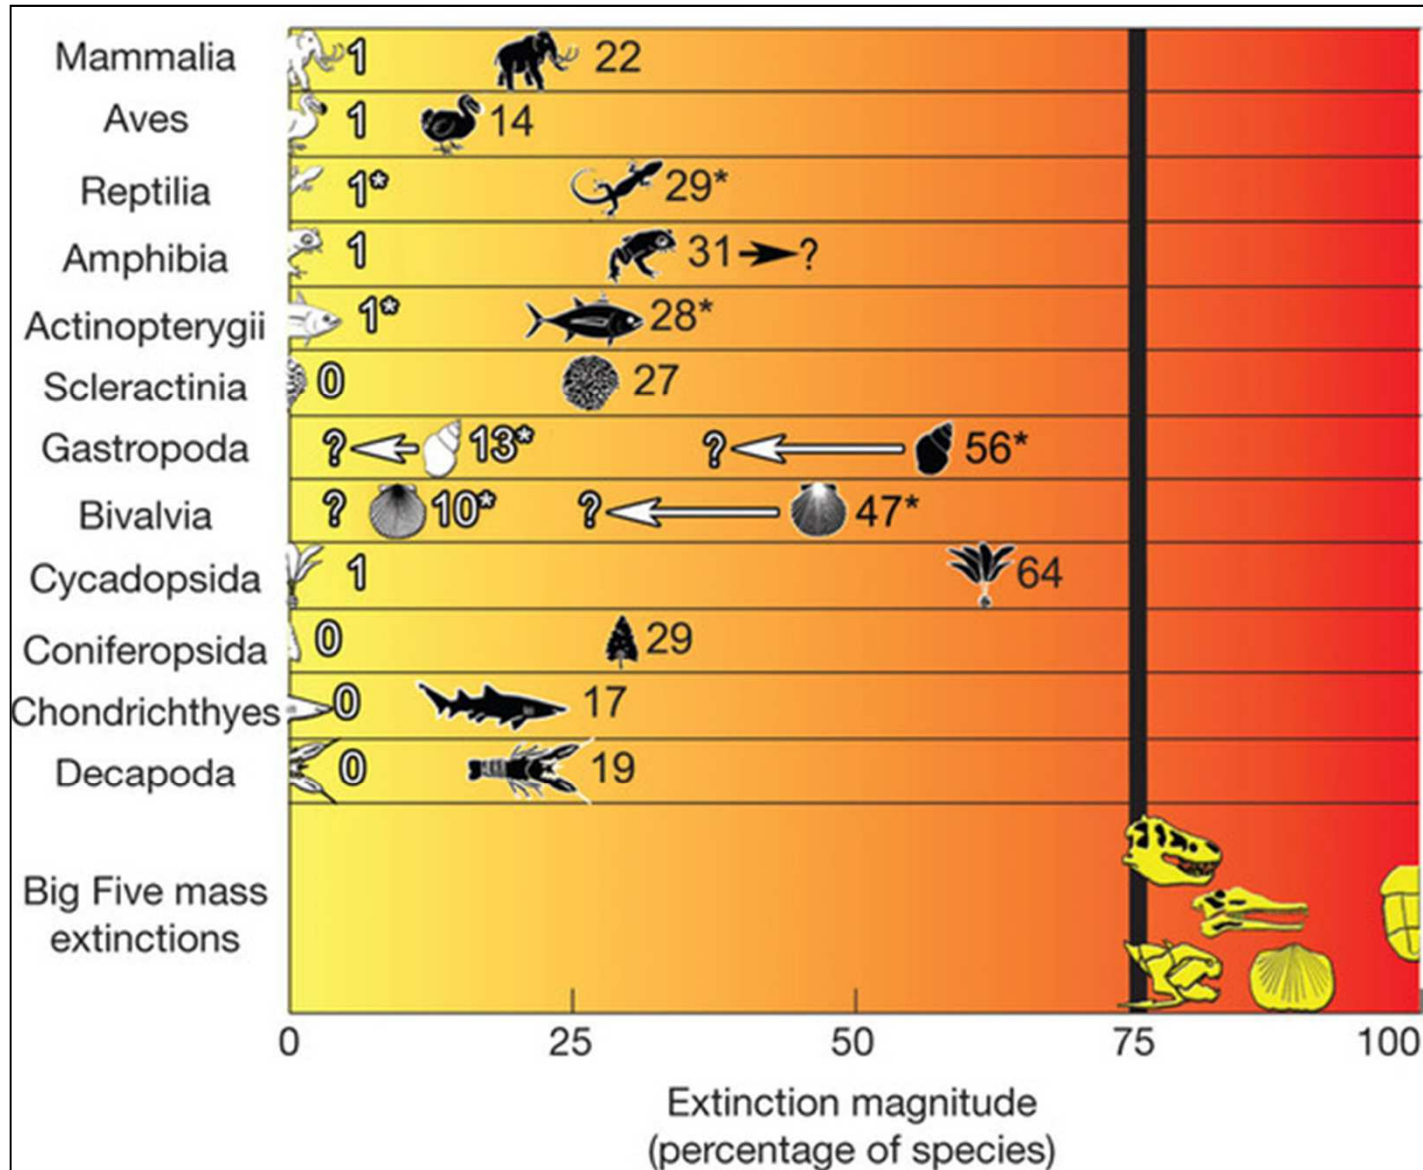 Mammalia 1 22
Aves 1 14
Reptilia 1* 29*
Amphibia 1 31 ?
Actinopterygii 1* 28*
Scleractinia 0 27
Gastropoda ? 13* ? 56*
Bivalvia ? 10* ? 47*
Cycadopsida 1 64
Coniferopsida 0 29
Chondrichthyes 0 17
Decapoda 0 19
Big Five mass
extinctions
0 25 50 75 100
Extinction magnitude
(percentage of species)